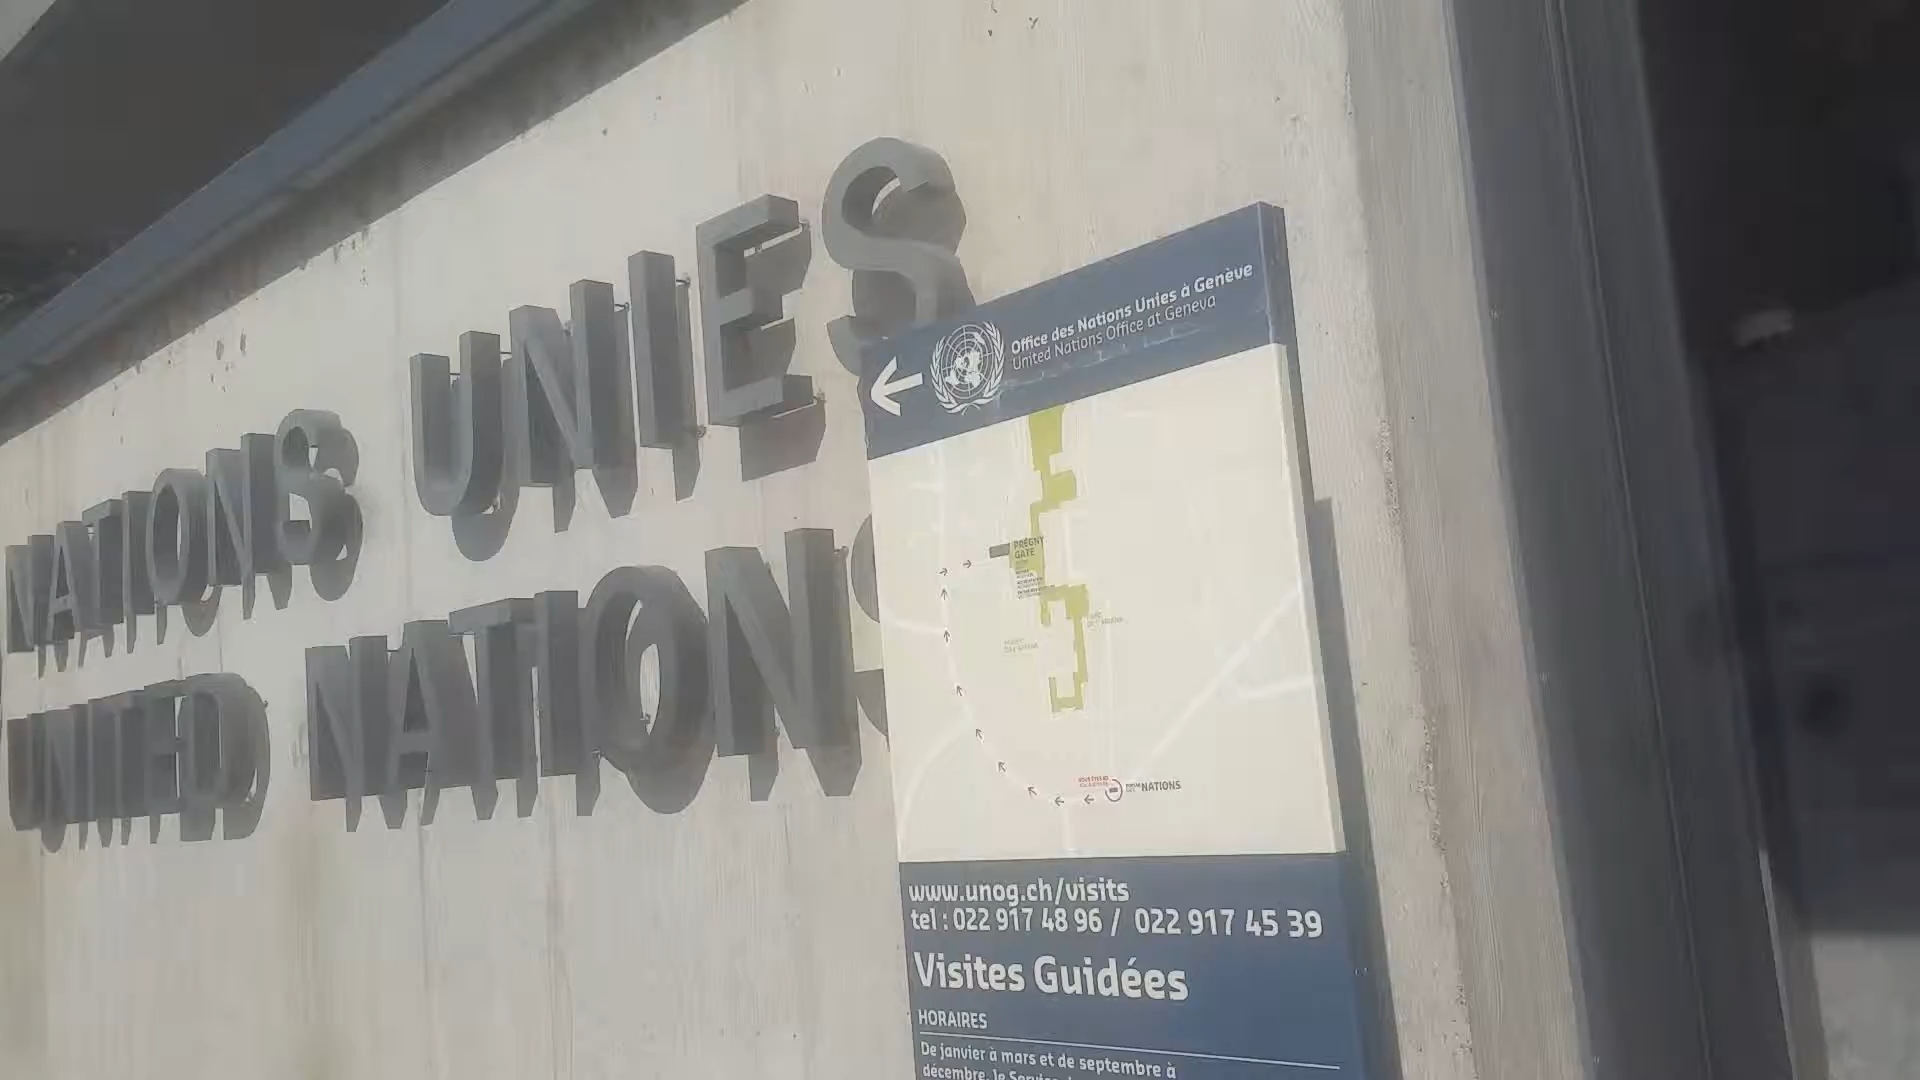 NATIONS UNIES
UNITED NATIONS
Office des Nations Unies à Genève
United Nations Office at Geneva
PREGNY
GATE
NATIONS
www.unog.ch/visits
tel : 022 917 48 96 / 022 917 45 39
Visites Guidées
HORAIRES
De janvier à mars et de septembre à
décembre, le